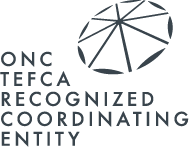 ONC
TEFCA
RECOGNIZED
COORDINATING
ENTITY